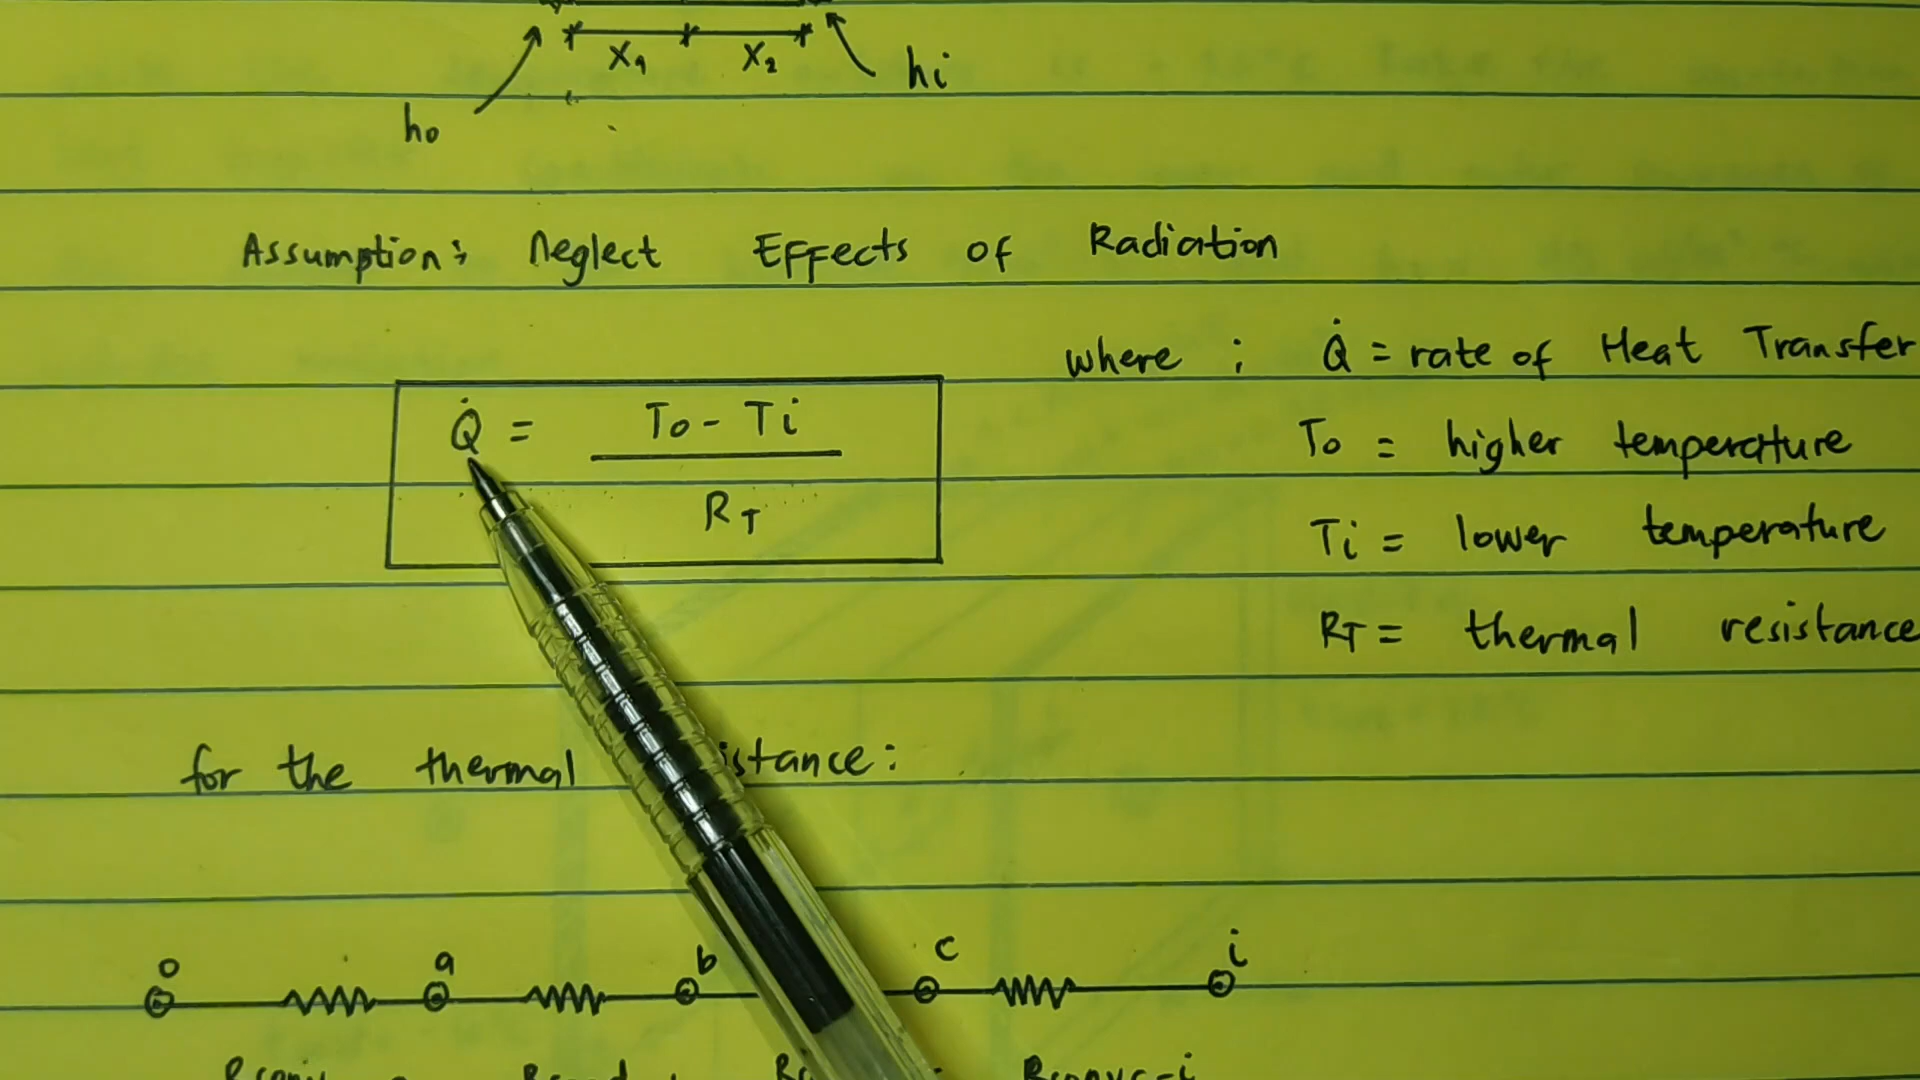 X1 X2
hi
ho
Assumption: Neglect Effects of Radiation
where ; Q̇ = rate of Heat Transfer
Q̇ = To - Ti
RT
To = higher temperature
Ti = lower temperature
RT = thermal resistance
for the thermal istance:
o a b c i